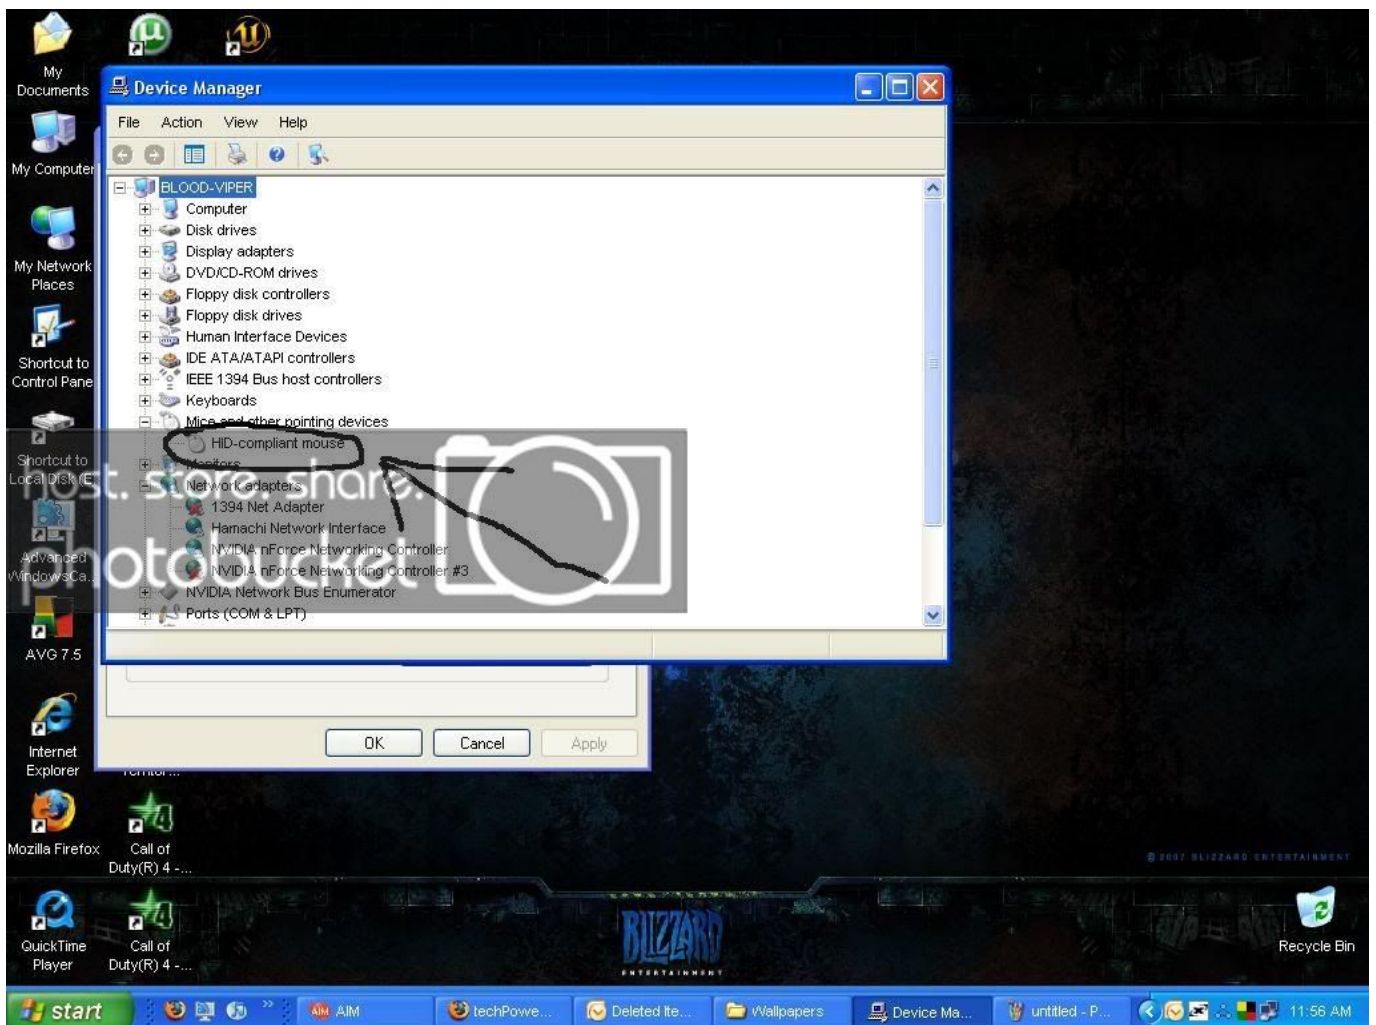 My
Documents
Device Manager
File Action View Help
My Computer
BLOOD-VIPER
Computer
Disk drives
Display adapters
My Network
Places
DVD/CD-ROM drives
Floppy disk controllers
Floppy disk drives
Human Interface Devices
Shortcut to
Control Pane
IDE ATA/ATAPI controllers
IEEE 1394 Bus host controllers
Keyboards
Mice and other pointing devices
HID-compliant mouse
Shortcut to
Local Disk (E
Monitors
Network adapters
host. store. share.
1394 Net Adapter
Hamachi Network Interface
Advanced
WindowsCa...
photobucket
NVIDIA nForce Networking Controller
NVIDIA nForce Networking Controller #3
NVIDIA Network Bus Enumerator
Ports (COM & LPT)
AVG 7.5
OK Cancel Apply
Internet
Explorer
Mozilla Firefox
Call of
Duty(R) 4 -...
© 2007 BLIZZARD ENTERTAINMENT
QuickTime
Player
Call of
Duty(R) 4 -...
BLIZZARD
ENTERTAINMENT
Recycle Bin
start
AIM
techPowe...
Deleted Ite...
Wallpapers
Device Ma...
untitled - P...
11:56 AM